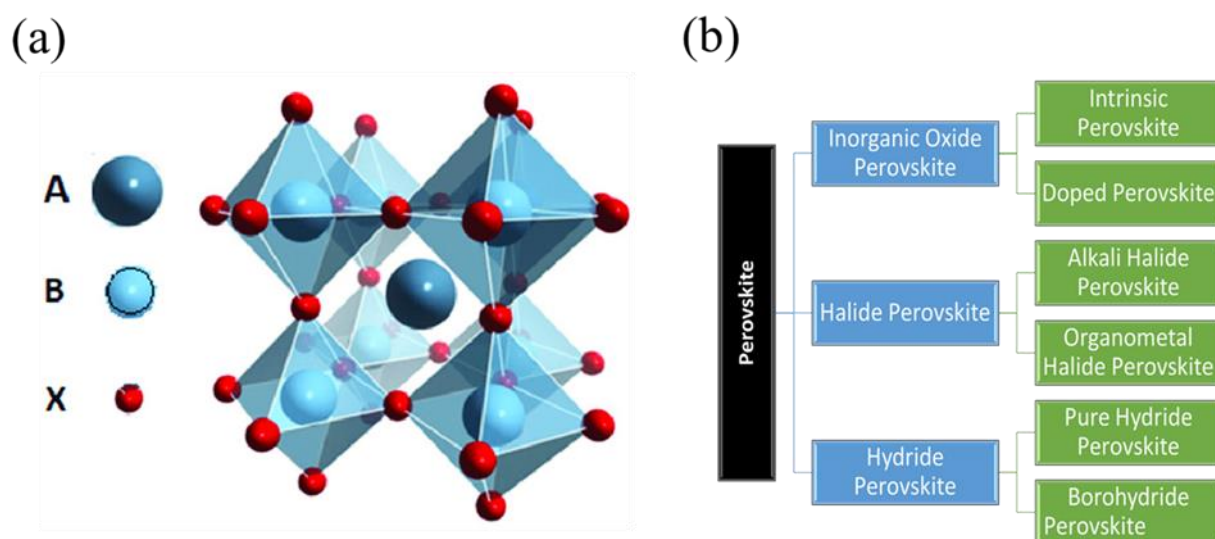 (a)
A
B
X
(b)
Perovskite
Inorganic Oxide
Perovskite
Intrinsic
Perovskite
Doped Perovskite
Halide Perovskite
Alkali Halide
Perovskite
Organometal
Halide Perovskite
Hydride
Perovskite
Pure Hydride
Perovskite
Borohydride
Perovskite